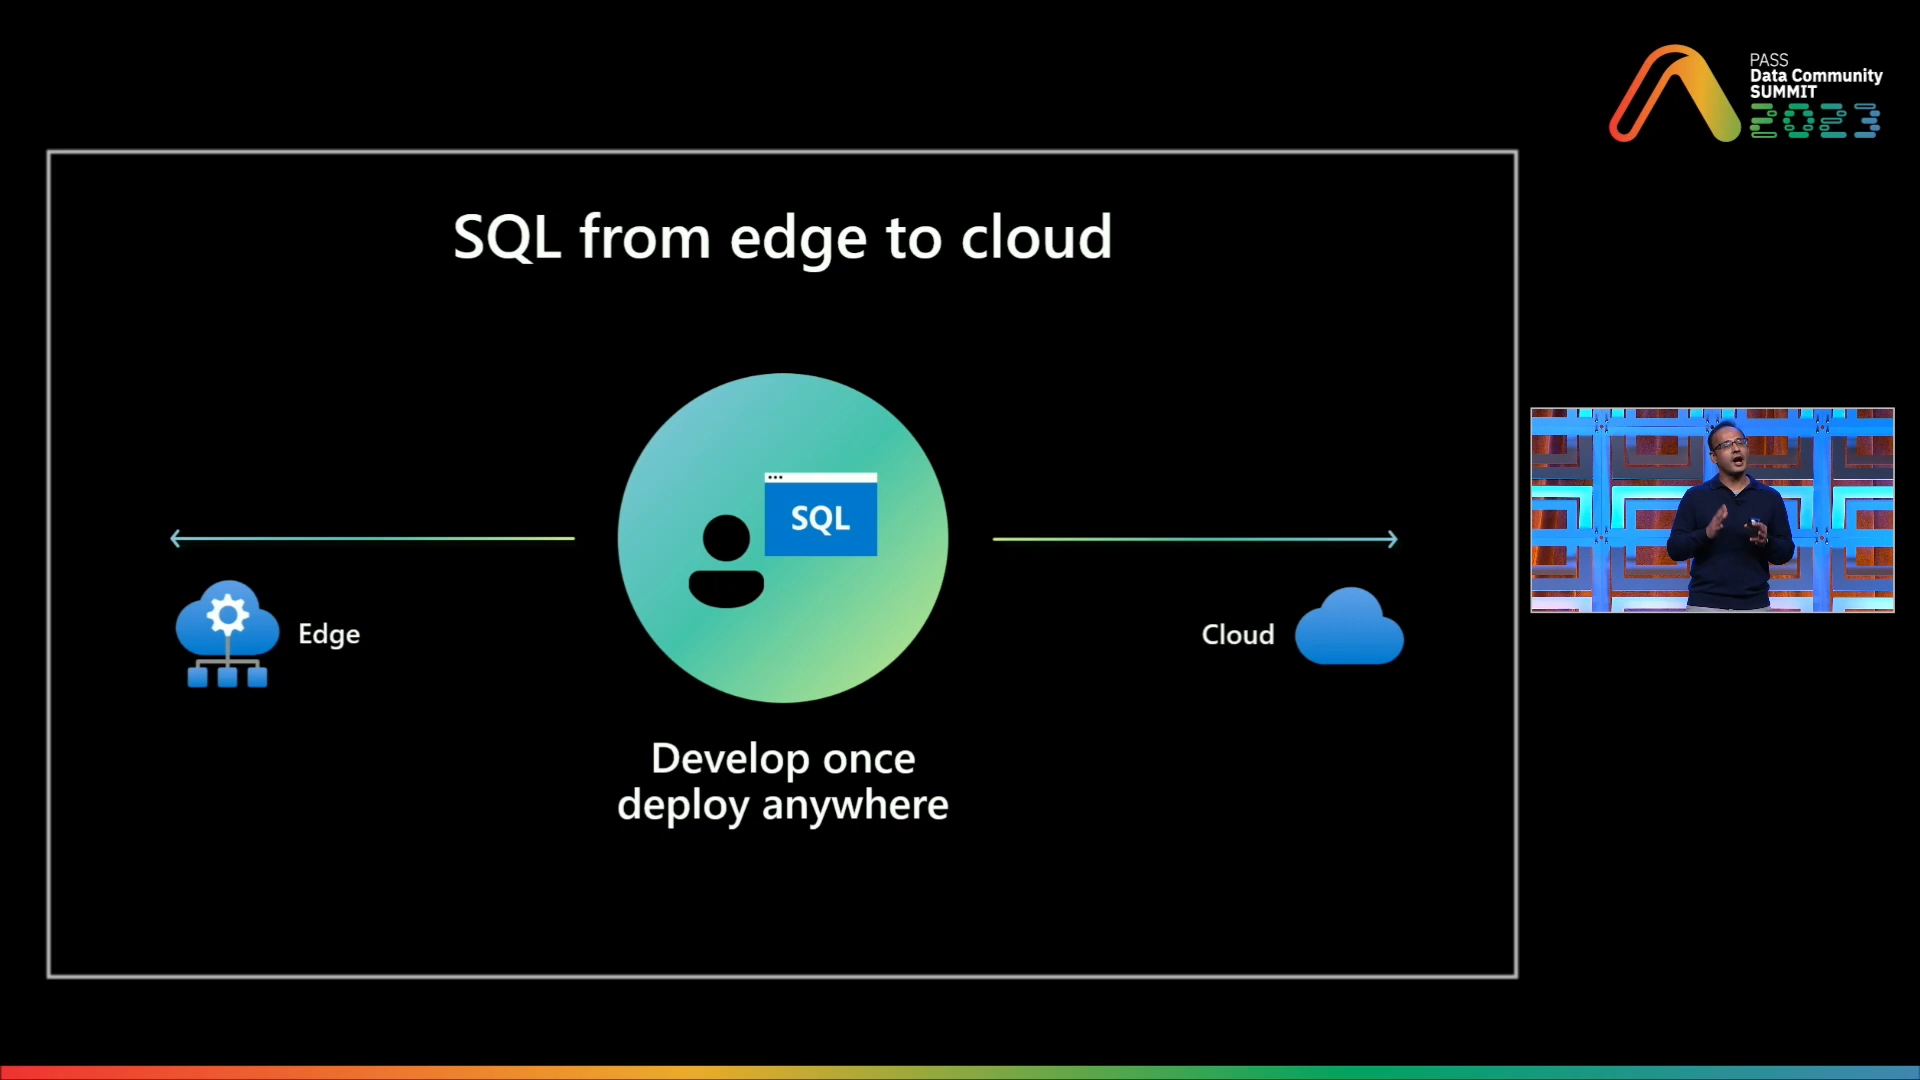 PASS
Data Community
SUMMIT
2023
SQL from edge to cloud
SQL
Edge
Cloud
Develop once
deploy anywhere